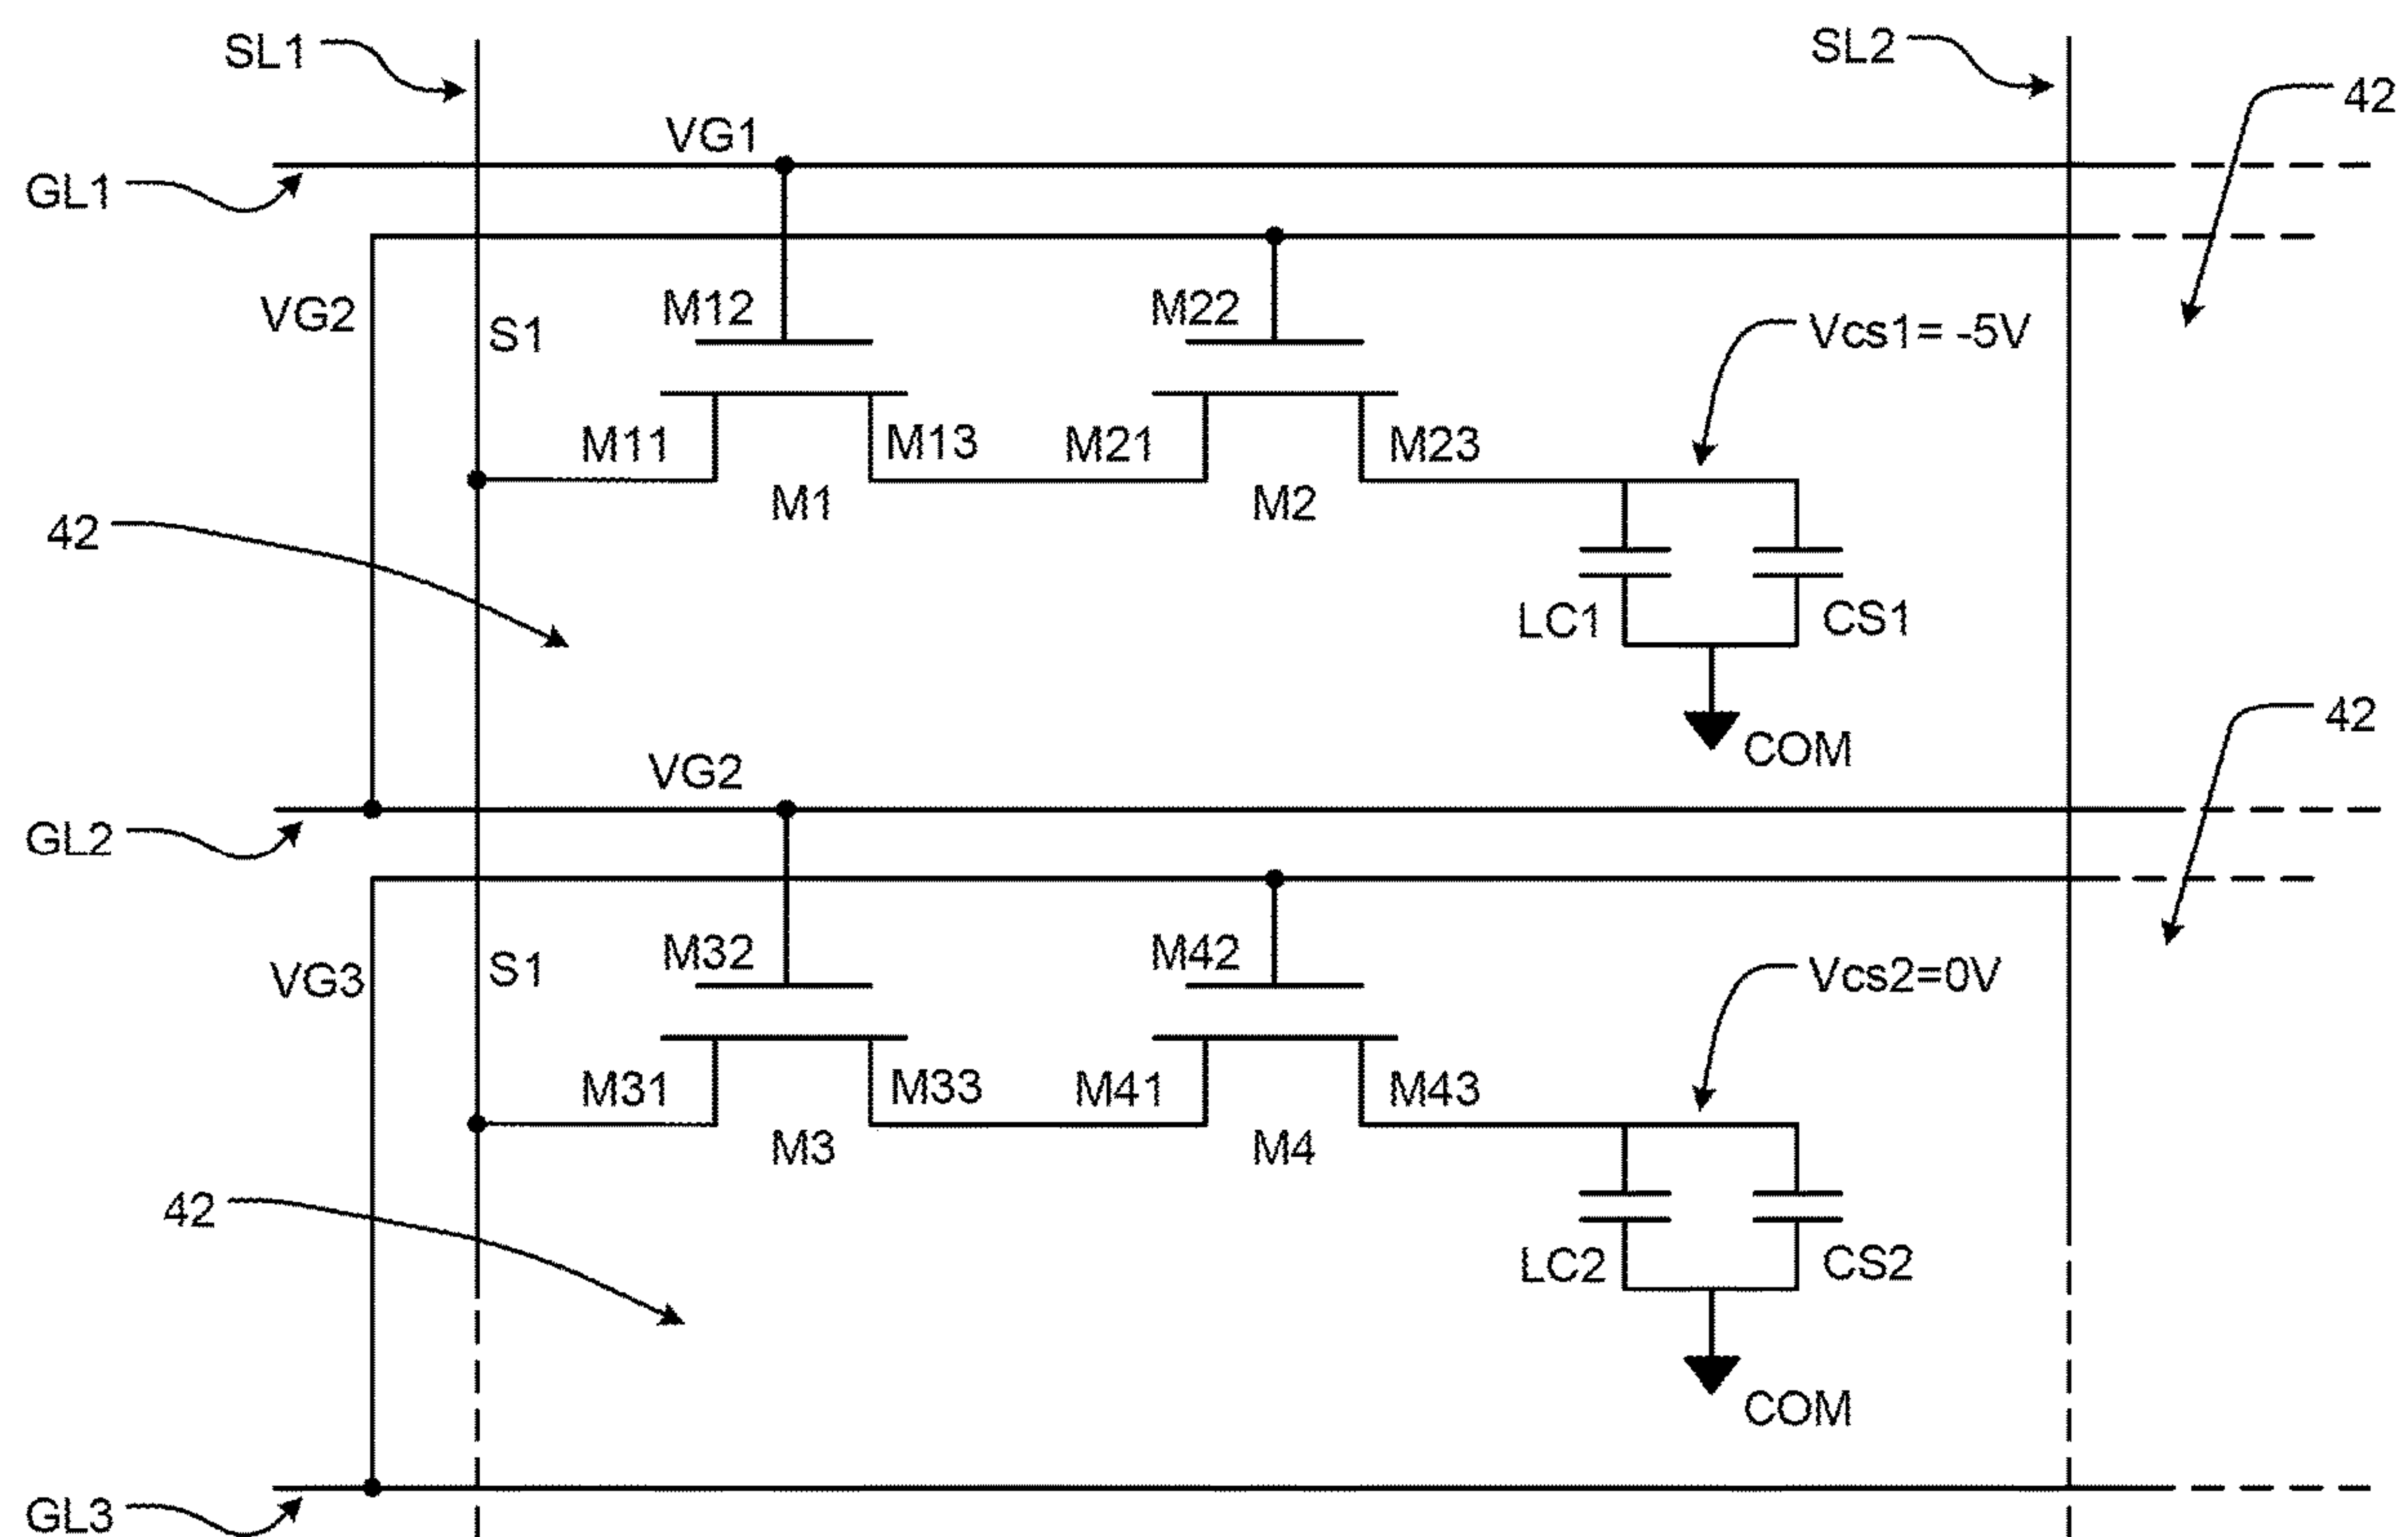 SL1
SL2
42
VG1
GL1
VG2
S1
M12
M22
Vcs1= -5V
M11
M13
M21
M23
M1
M2
42
LC1
CS1
COM
42
VG2
GL2
VG3
S1
M32
M42
Vcs2=0V
M31
M33
M41
M43
M3
M4
42
LC2
CS2
COM
GL3